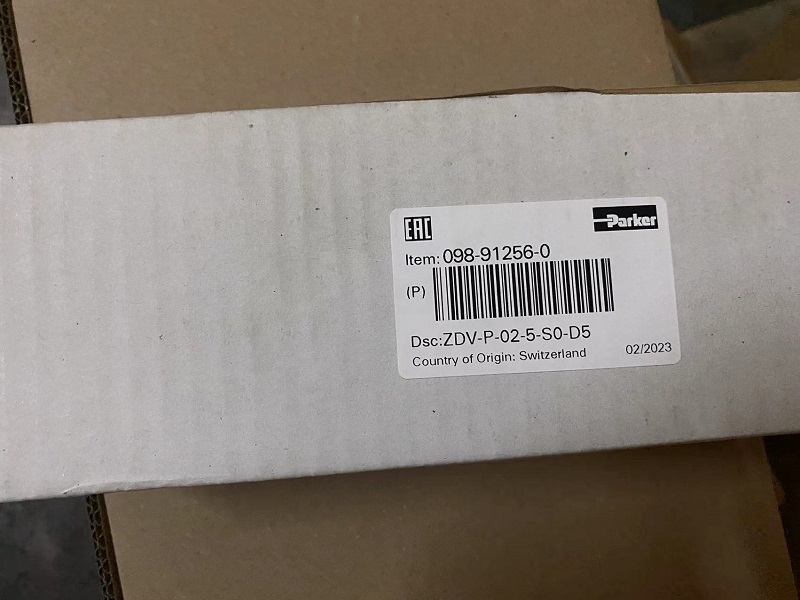 EAC
Parker
Item: 098-91256-0
(P)
Dsc:ZDV-P-02-5-S0-D5
Country of Origin: Switzerland
02/2023